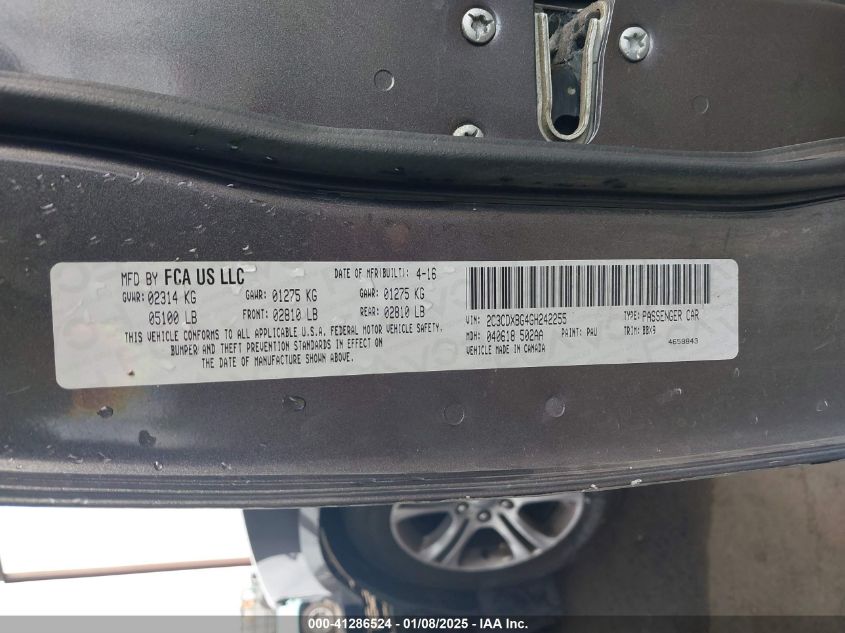 MFD BY FCA US LLC DATE OF MFR(BUILT): 4-16
GVWR: 02314 KG GAWR: 01275 KG GAWR: 01275 KG
05100 LB FRONT: 02810 LB REAR: 02810 LB
THIS VEHICLE CONFORMS TO ALL APPLICABLE U.S.A. FEDERAL MOTOR VEHICLE SAFETY,
BUMPER AND THEFT PREVENTION STANDARDS IN EFFECT ON
THE DATE OF MANUFACTURE SHOWN ABOVE.
VIN: 2C3CDXBG4GH242255 TYPE: PASSENGER CAR
MDH: 040618 502AA PAINT: PAU TRIM: BBX9
VEHICLE MADE IN CANADA 4659843
000-41286524 - 01/08/2025 - IAA Inc.